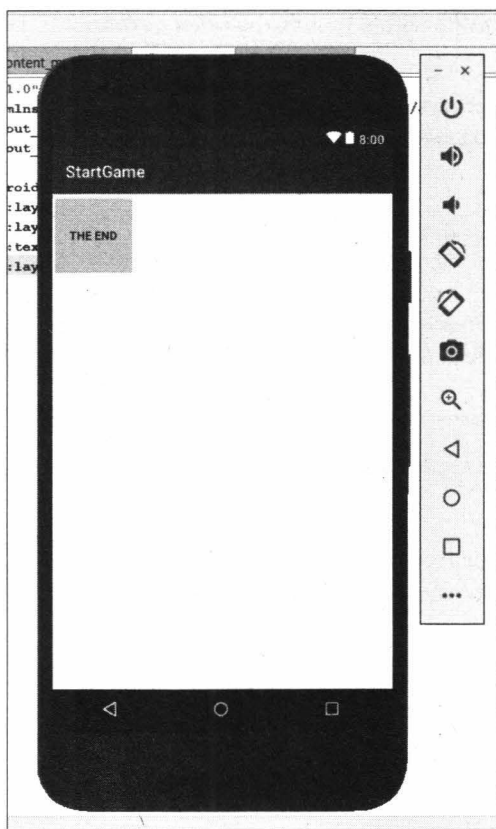 ontent_m
1.0"
mlns
out_
out_
8:00
StartGame
roid
:lay
:lay
:tex
:lay
THE END